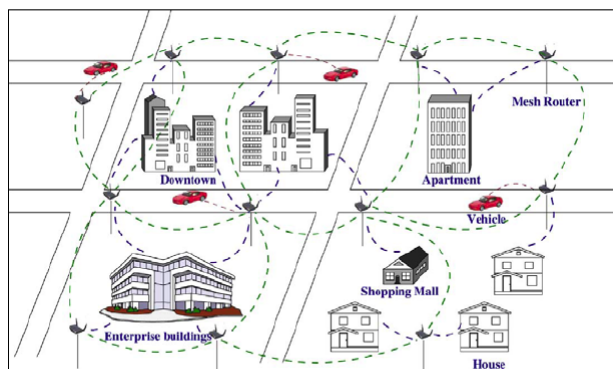 Mesh Router
Downtown
Apartment
Vehicle
Shopping Mall
Enterprise buildings
House